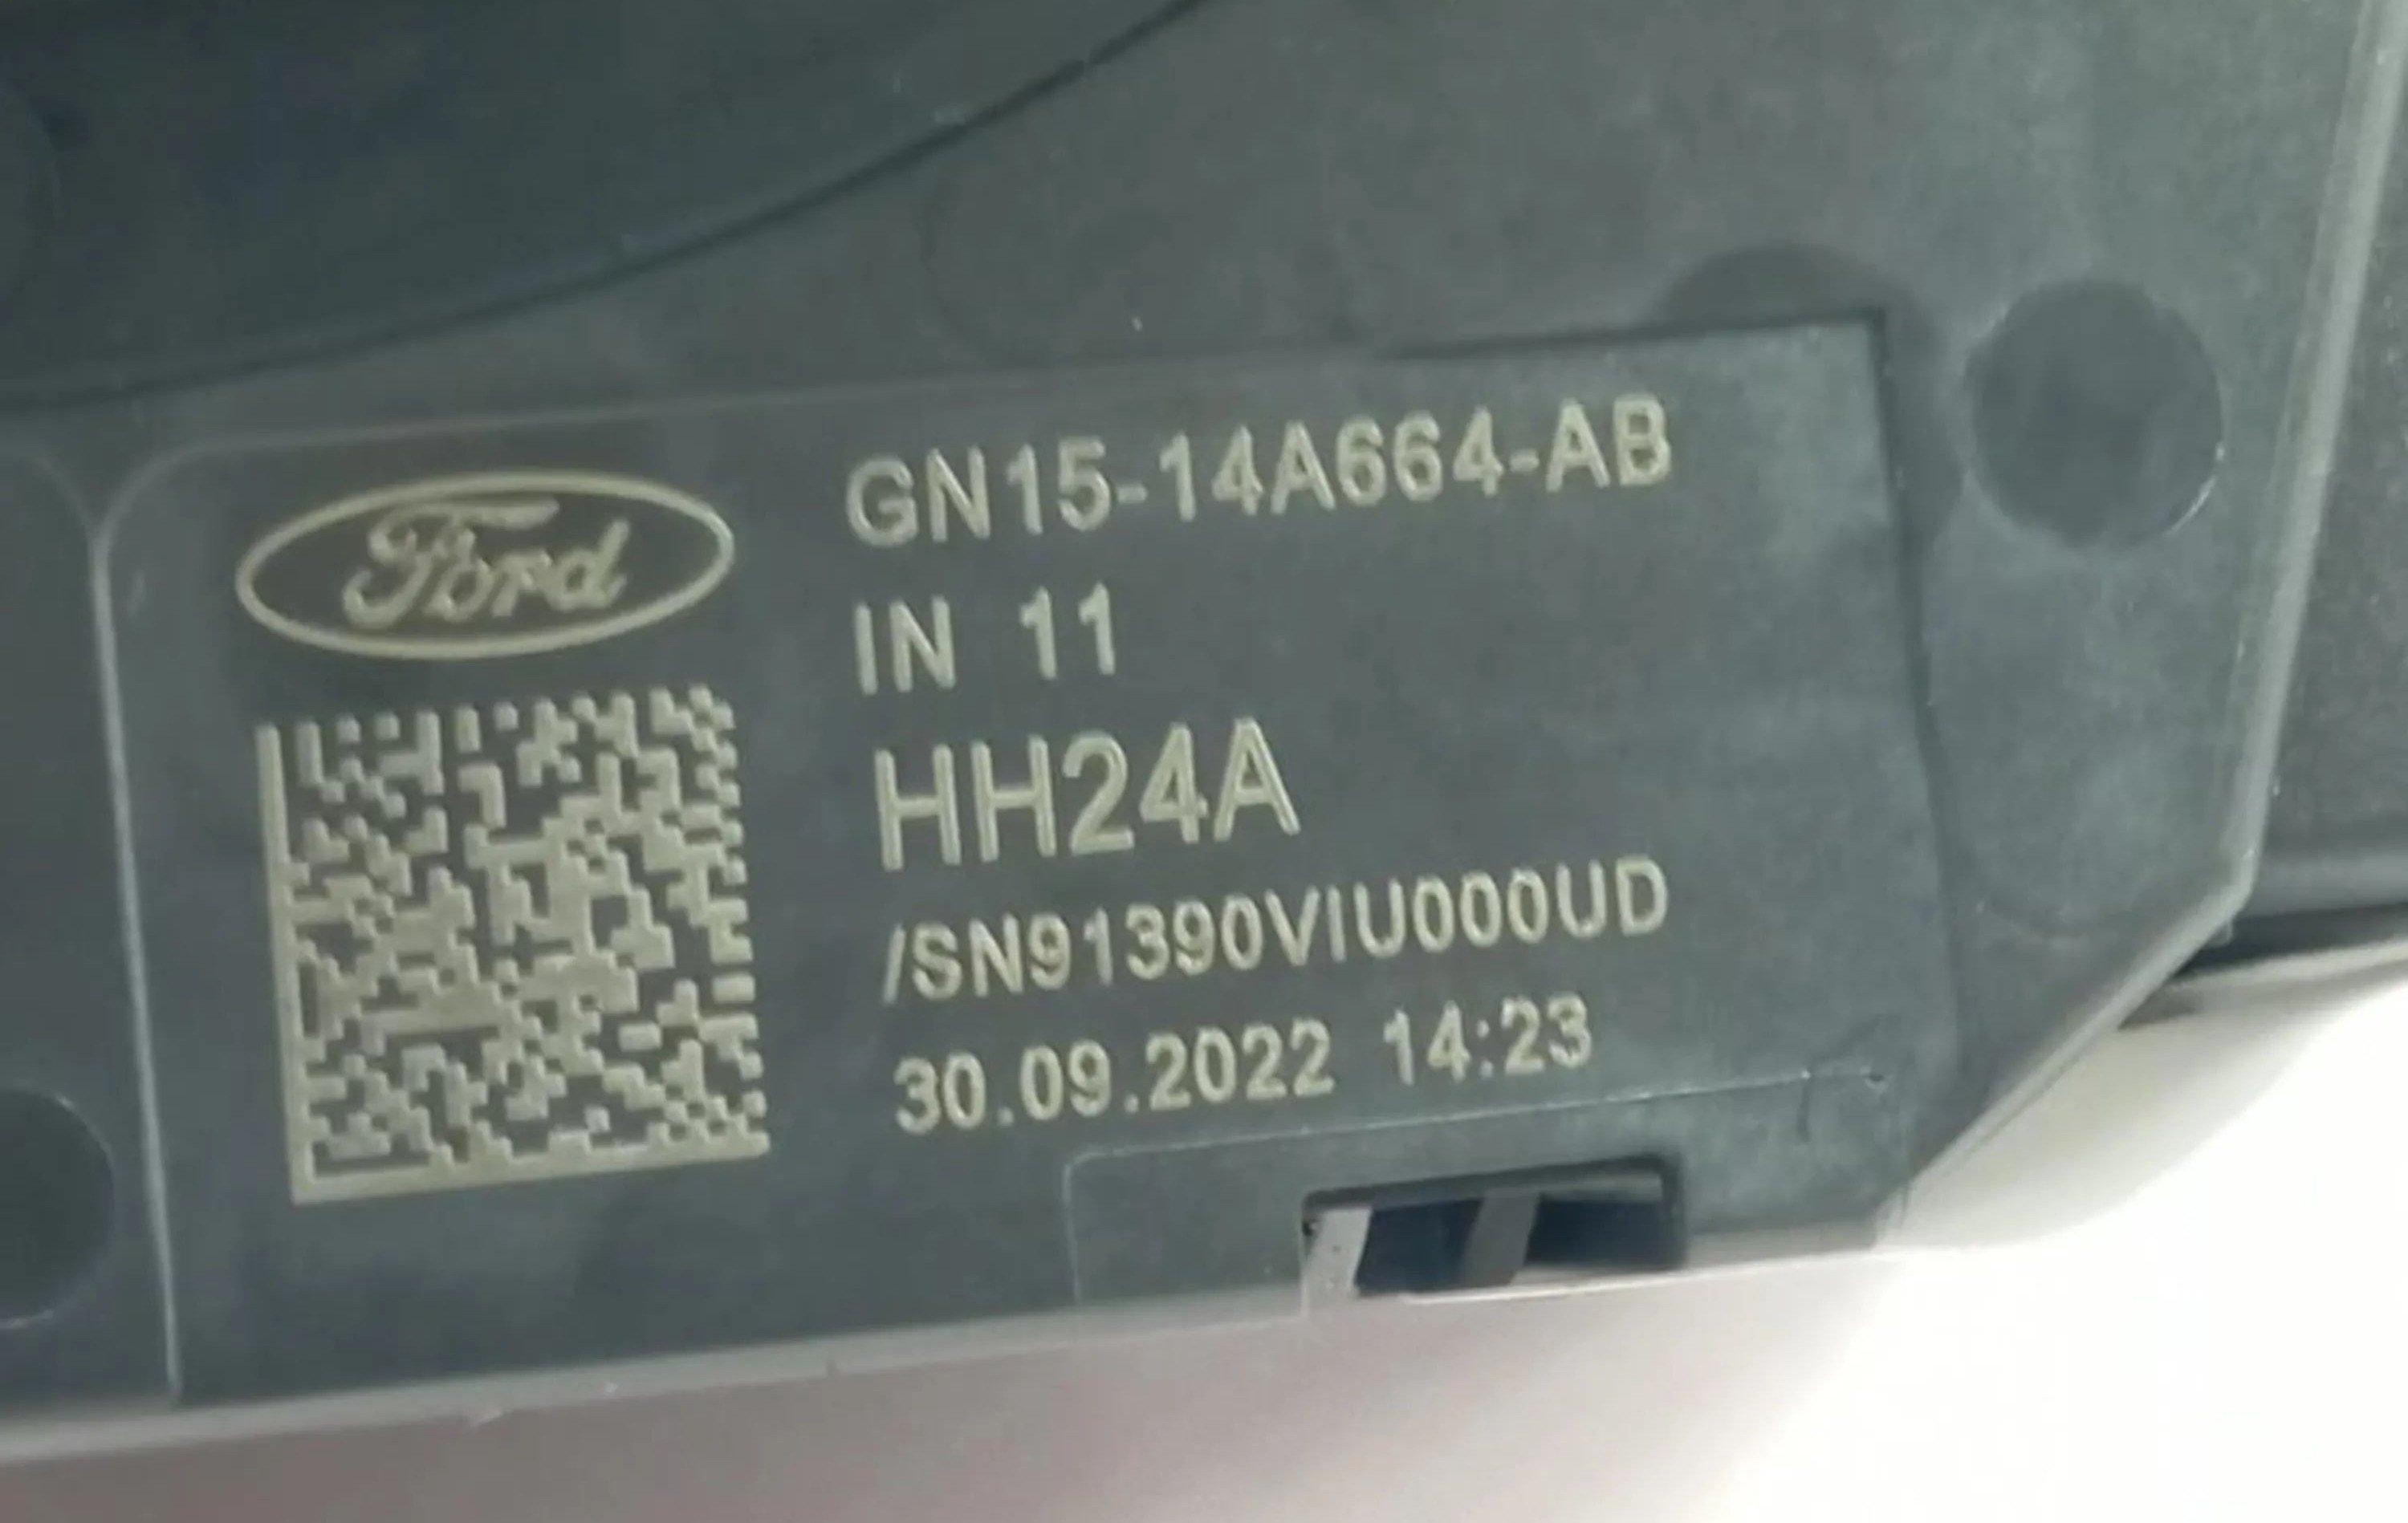 Ford
GN15-14A664-AB
IN 11
HH24A
/SN91390VIU000UD
30.09.2022 14:23